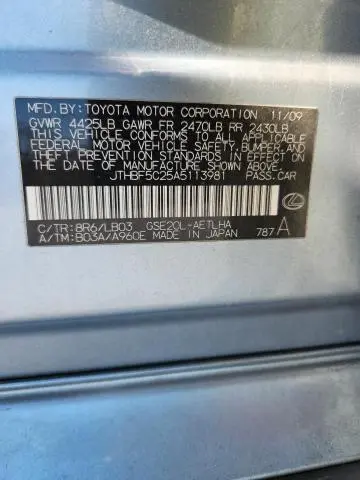 MFD.BY:TOYOTA MOTOR CORPORATION 11/09
GVWR 4425LB GAWR FR 2470LB RR 2430LB
THIS VEHICLE CONFORMS TO ALL APPLICABLE
FEDERAL MOTOR VEHICLE SAFETY,BUMPER,AND
THEFT PREVENTION STANDARDS IN EFFECT ON
THE DATE OF MANUFACTURE SHOWN ABOVE.
JTHBF5C25A5113981 PASS.CAR
C/TR:8R6/LB03 GSE20L-AETLHA
A/TM:B03A/A960E MADE IN JAPAN 787 A